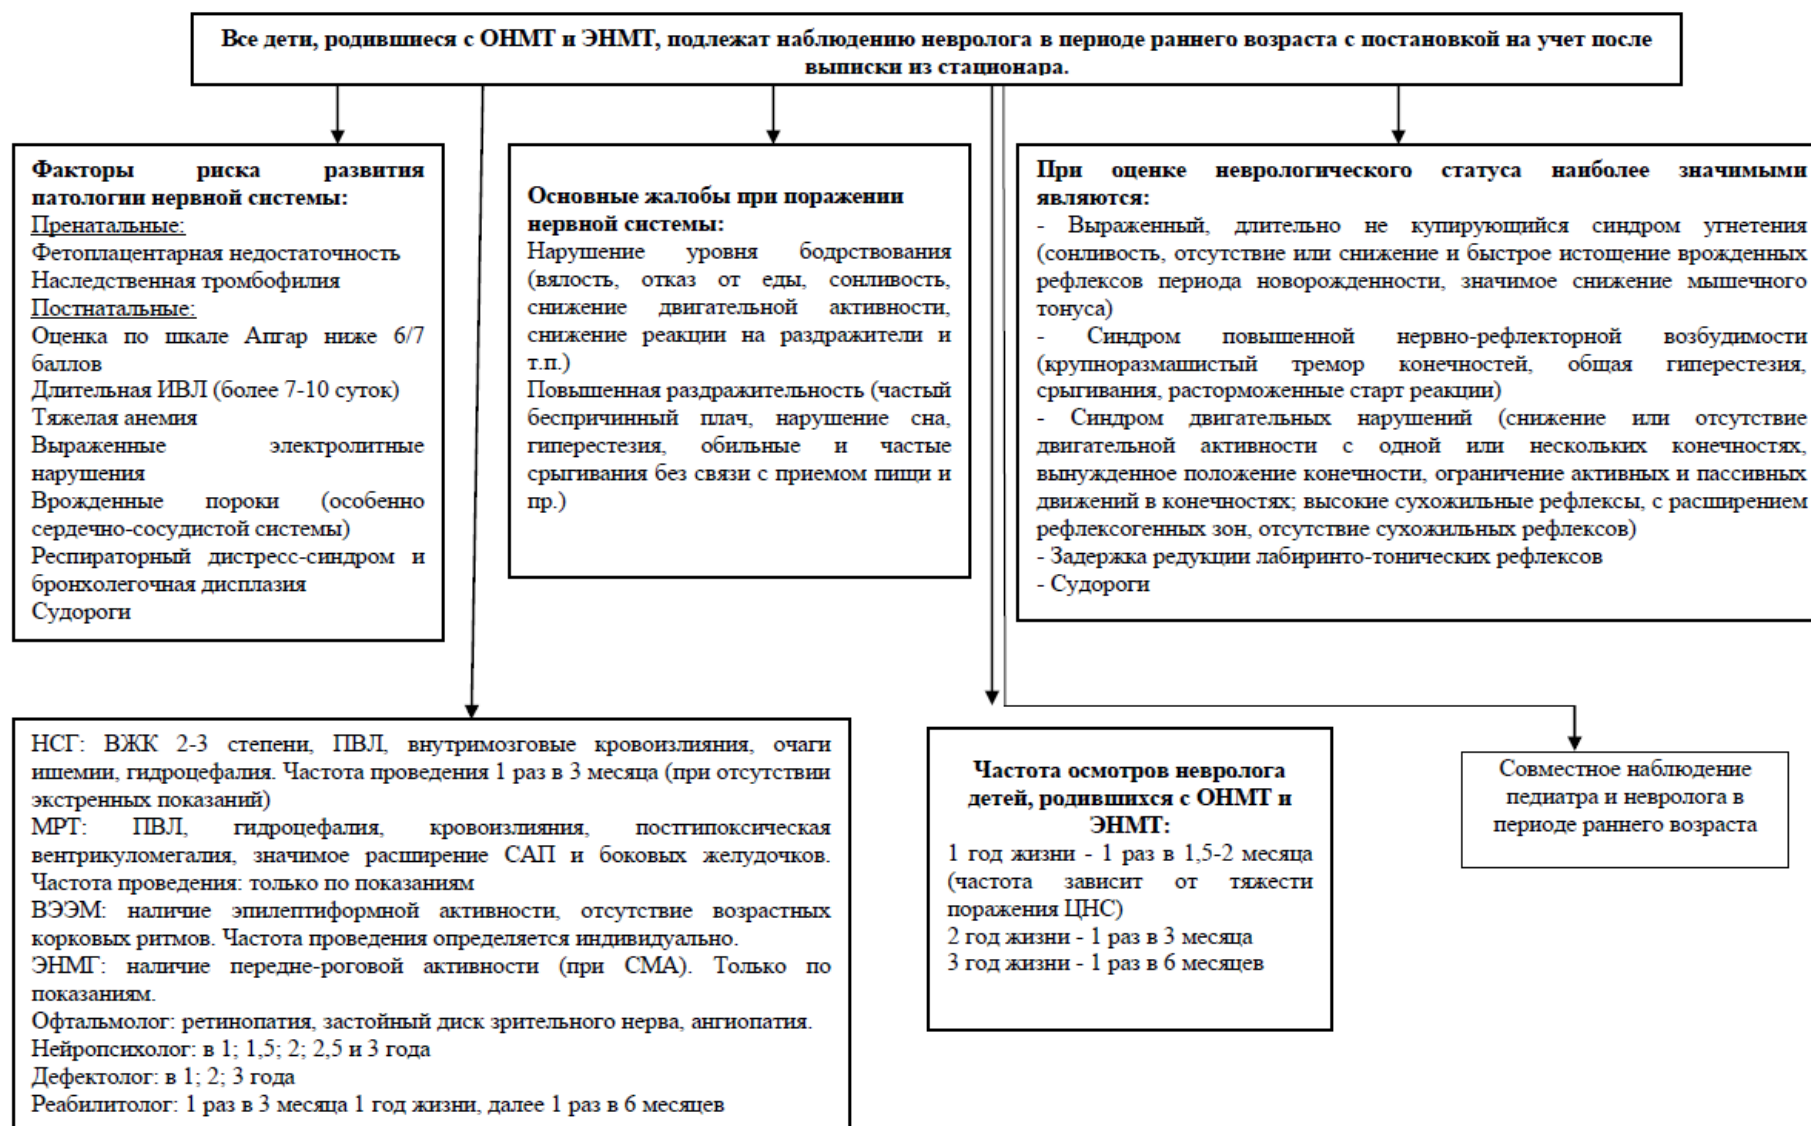 Все дети, родившиеся с ОНМТ и ЭНМТ, подлежат наблюдению невролога в периоде раннего возраста с постановкой на учет после
выписки из стационара.
Факторы риска развития
патологии нервной системы:
Пренатальные:
Фетоплацентарная недостаточность
Наследственная тромбофилия
Постнатальные:
Оценка по шкале Апгар ниже 6/7
баллов
Длительная ИВЛ (более 7-10 суток)
Тяжелая анемия
Выраженные электролитные
нарушения
Врожденные пороки (особенно
сердечно-сосудистой системы)
Респираторный дистресс-синдром и
бронхолегочная дисплазия
Судороги
Основные жалобы при поражении
нервной системы:
Нарушение уровня бодрствования
(вялость, отказ от еды, сонливость,
снижение двигательной активности,
снижение реакции на раздражители и
т.п.)
Повышенная раздражительность (частый
беспричинный плач, нарушение сна,
гиперестезия, обильные и частые
срыгивания без связи с приемом пищи и
пр.)
При оценке неврологического статуса наиболее значимыми
являются:
- Выраженный, длительно не купирующийся синдром угнетения
(сонливость, отсутствие или снижение и быстрое истощение врожденных
рефлексов периода новорожденности, значимое снижение мышечного
тонуса)
- Синдром повышенной нервно-рефлекторной возбудимости
(крупноразмашистый тремор конечностей, общая гиперестезия,
срыгивания, расторможенные старт реакции)
- Синдром двигательных нарушений (снижение или отсутствие
двигательной активности с одной или нескольких конечностях,
вынужденное положение конечности, ограничение активных и пассивных
движений в конечностях; высокие сухожильные рефлексы, с расширением
рефлексогенных зон, отсутствие сухожильных рефлексов)
- Задержка редукции лабиринто-тонических рефлексов
- Судороги
НСГ: ВЖК 2-3 степени, ПВЛ, внутримозговые кровоизлияния, очаги
ишемии, гидроцефалия. Частота проведения 1 раз в 3 месяца (при отсутствии
экстренных показаний)
МРТ: ПВЛ, гидроцефалия, кровоизлияния, постгипоксическая
вентрикуломегалия, значимое расширение САП и боковых желудочков.
Частота проведения: только по показаниям
ВЭЭМ: наличие эпилептиформной активности, отсутствие возрастных
корковых ритмов. Частота проведения определяется индивидуально.
ЭНМГ: наличие передне-роговой активности (при СМА). Только по
показаниям.
Офтальмолог: ретинопатия, застойный диск зрительного нерва, ангиопатия.
Нейропсихолог: в 1; 1,5; 2; 2,5 и 3 года
Дефектолог: в 1; 2; 3 года
Реабилитолог: 1 раз в 3 месяца 1 год жизни, далее 1 раз в 6 месяцев
Частота осмотров невролога
детей, родившихся с ОНМТ и
ЭНМТ:
1 год жизни - 1 раз в 1,5-2 месяца
(частота зависит от тяжести
поражения ЦНС)
2 год жизни - 1 раз в 3 месяца
3 год жизни - 1 раз в 6 месяцев
Совместное наблюдение
педиатра и невролога в
периоде раннего возраста